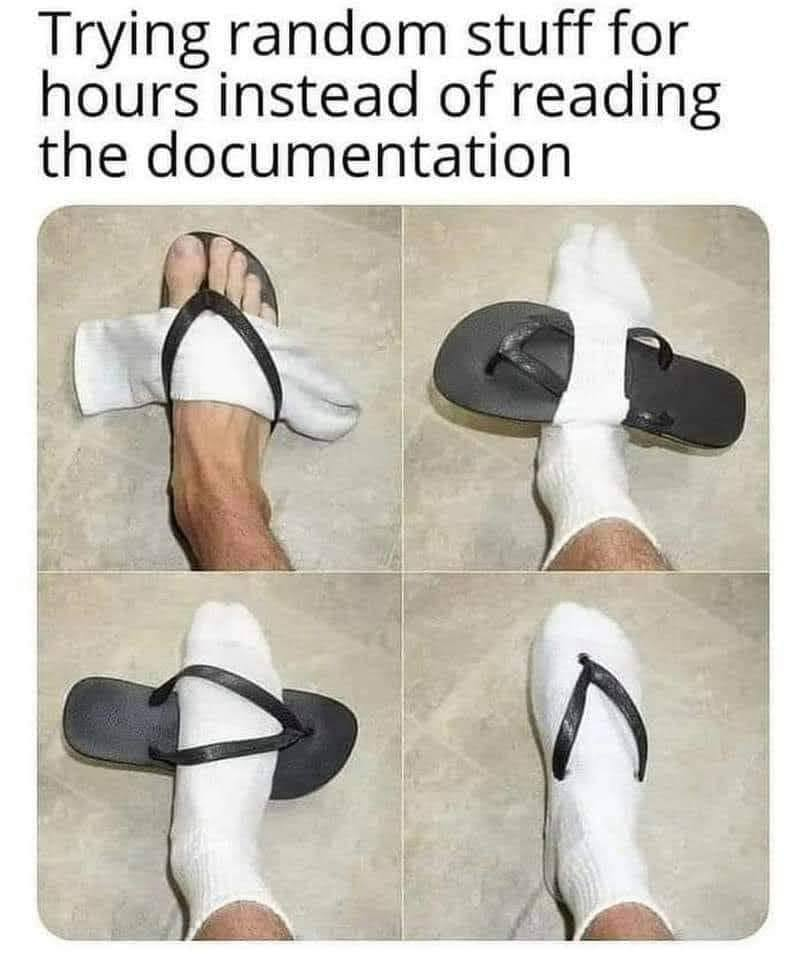 Trying random stuff for
hours instead of reading
the documentation